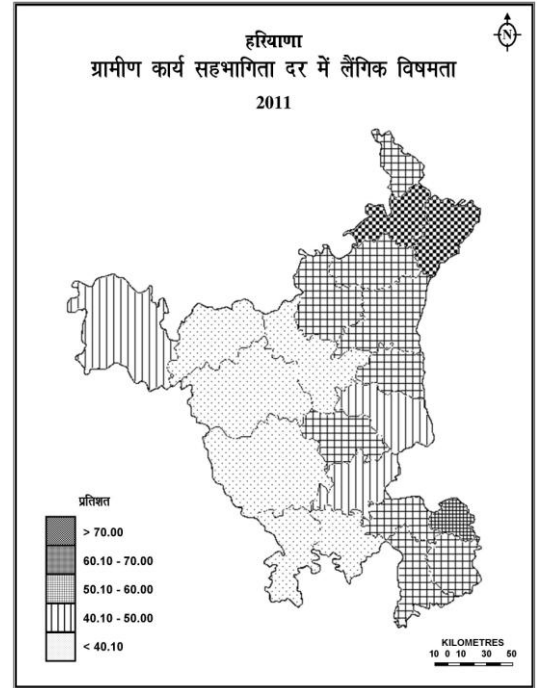 N
हरियाणा
ग्रामीण कार्य सहभागिता दर में लैंगिक विषमता
2011
प्रतिशत
> 70.00
60.10 - 70.00
50.10 - 60.00
40.10 - 50.00
< 40.10
KILOMETRES
10 0 10 30 50